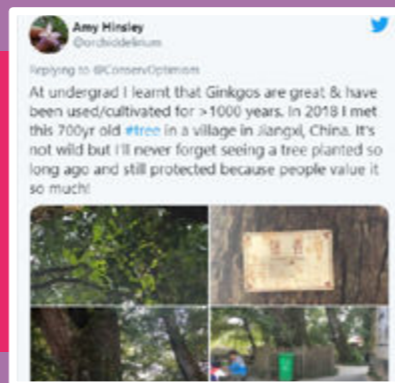 Amy Hinsley
@orchiddelirium
Replying to @ConservOptimism
At undergrad I learnt that Ginkgos are great & have
been used/cultivated for >1000 years. In 2018 I met
this 700yr old #tree in a village in Jiangxi, China. It's
not wild but I'll never forget seeing a tree planted so
long ago and still protected because people value it
so much!